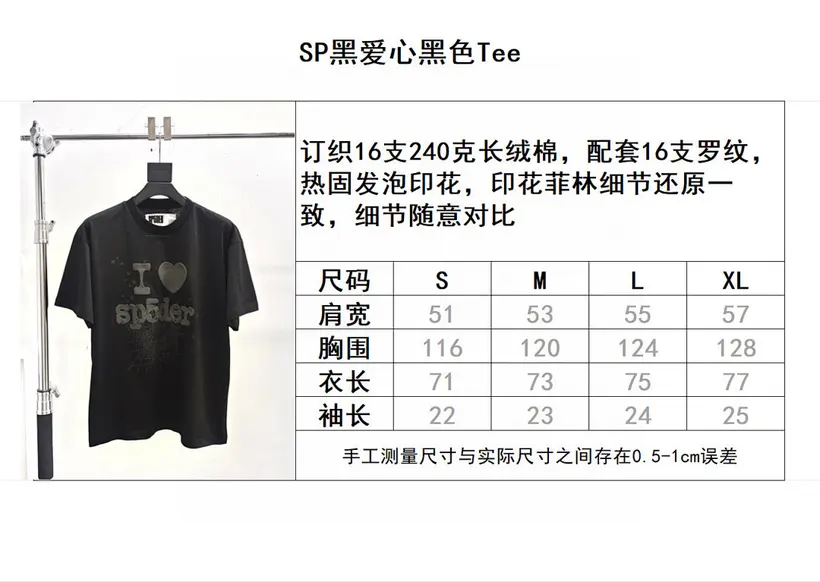 SP黑爱心黑色Tee
订织16支240克长绒棉，配套16支罗纹，
热固发泡印花，印花菲林细节还原一
致，细节随意对比
I
sp5der
尺码 S M L XL
肩宽 51 53 55 57
胸围 116 120 124 128
衣长 71 73 75 77
袖长 22 23 24 25
手工测量尺寸与实际尺寸之间存在0.5-1cm误差